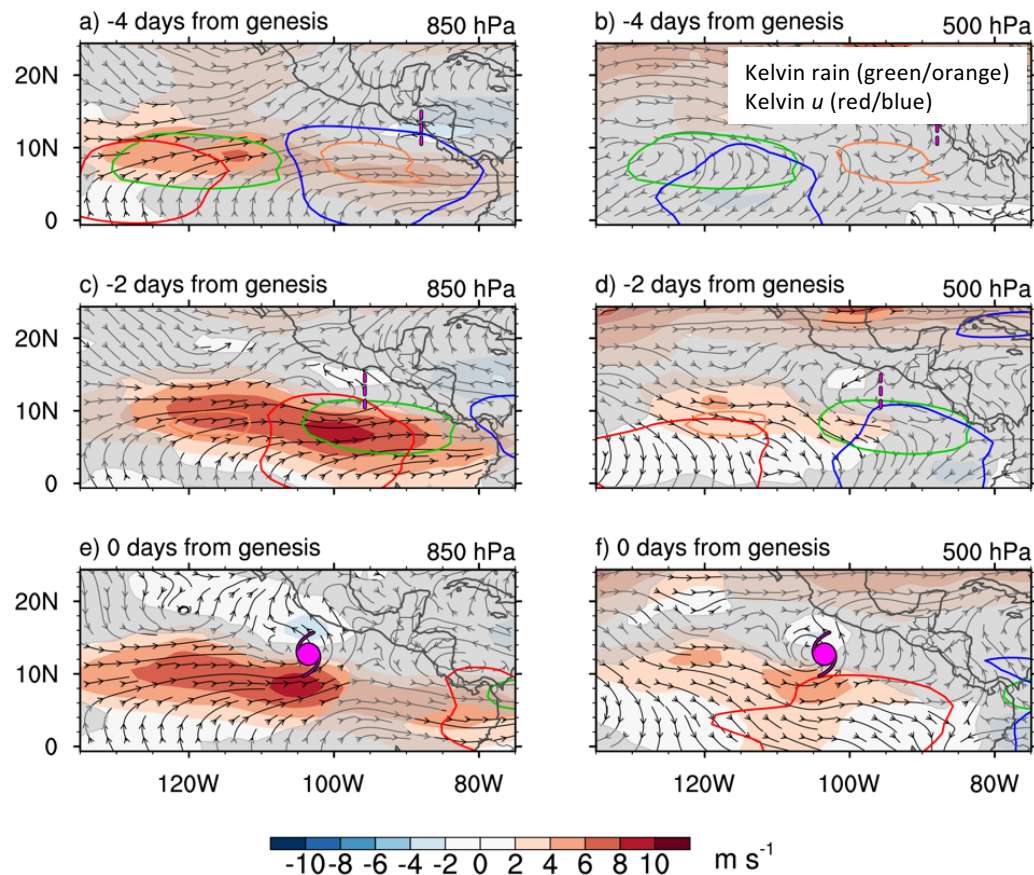 a) -4 days from genesis 850 hPa
b) -4 days from genesis 500 hPa
Kelvin rain (green/orange)
Kelvin u (red/blue)
20N
10N
0
c) -2 days from genesis 850 hPa
d) -2 days from genesis 500 hPa
20N
10N
0
e) 0 days from genesis 850 hPa
f) 0 days from genesis 500 hPa
20N
10N
0
120W 100W 80W 120W 100W 80W
-10 -8 -6 -4 -2 0 2 4 6 8 10 m s⁻¹